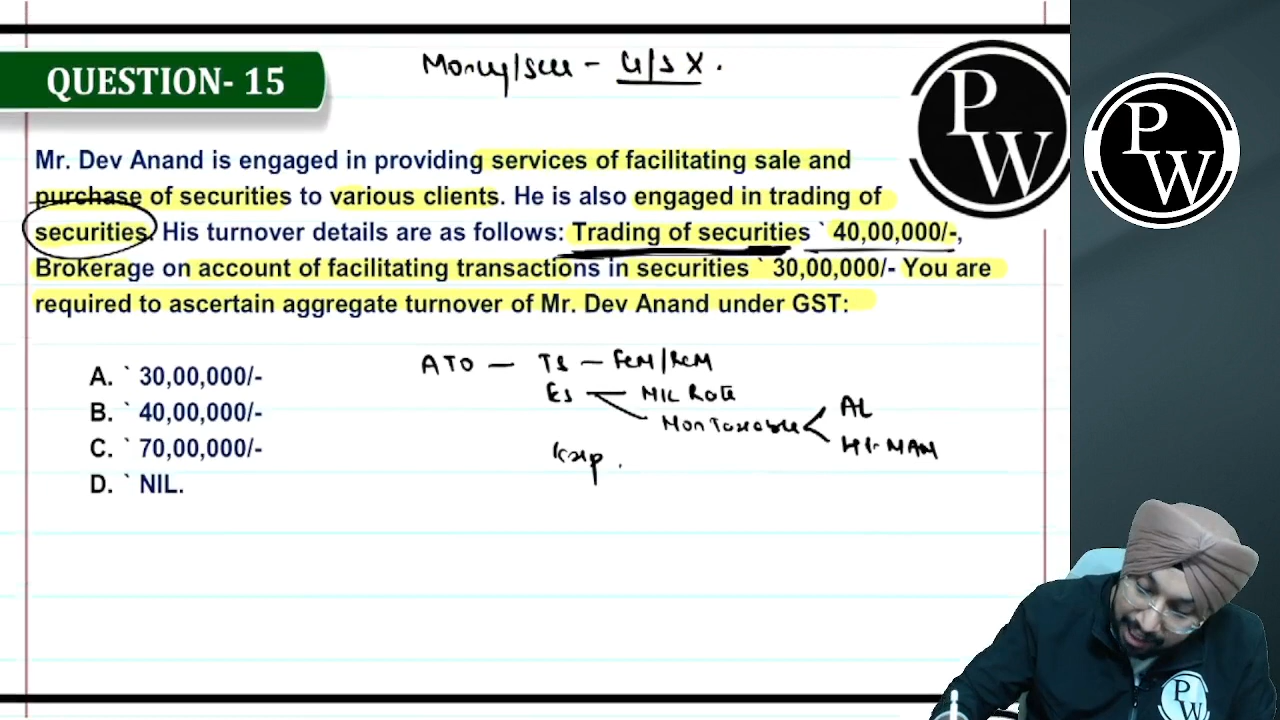 Money/secu - G/S X.
QUESTION- 15
P
W
P
W
Mr. Dev Anand is engaged in providing services of facilitating sale and
purchase of securities to various clients. He is also engaged in trading of
securities. His turnover details are as follows: Trading of securities ` 40,00,000/-,
Brokerage on account of facilitating transactions in securities ` 30,00,000/- You are
required to ascertain aggregate turnover of Mr. Dev Anand under GST:
A. ` 30,00,000/-
B. ` 40,00,000/-
C. ` 70,00,000/-
D. ` NIL.
ATO — TS — FCM/RCM
ES — NIL Rate
Non Taxable < AL
Exp.
P
W